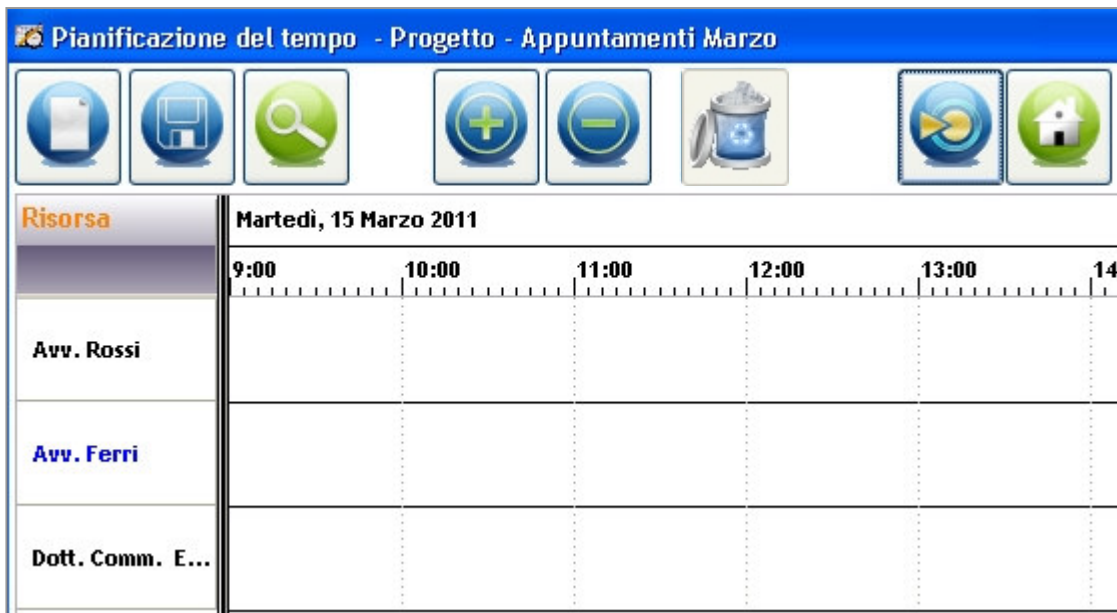 Pianificazione del tempo - Progetto - Appuntamenti Marzo
Risorsa
Martedì, 15 Marzo 2011
9:00 10:00 11:00 12:00 13:00 14
Avv. Rossi
Avv. Ferri
Dott. Comm. E...